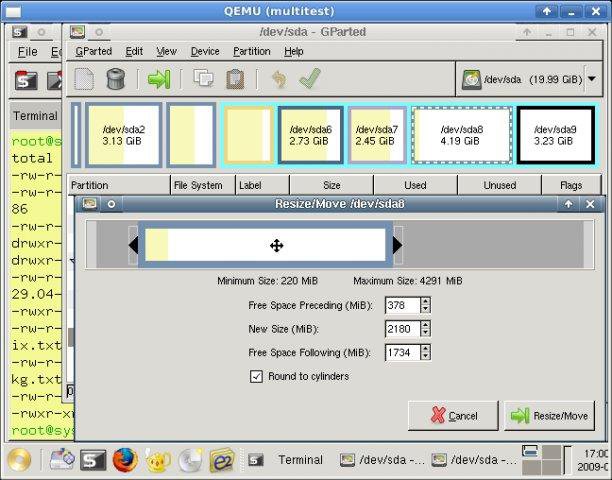 QEMU (multitest)
/dev/sda - GParted
File
GParted Edit View Device Partition Help
/dev/sda (19.99 GiB)
Terminal
/dev/sda2
3.13 GiB
/dev/sda6
2.73 GiB
/dev/sda7
2.45 GiB
/dev/sda8
4.19 GiB
/dev/sda9
3.23 GiB
Partition File System Label Size Used Unused Flags
root@s
total
-rw-r-
-rw-r-
86
-rw-r-
drwxr-
drwxr-
-rw-r-
29.04-
-rw-r-
-rw-r-
ix.txt
-rw-r-
kg.txt
-rw-r-
-rwxr-x
root@sys
Resize/Move /dev/sda8
Minimum Size: 220 MiB Maximum Size: 4291 MiB
Free Space Preceding (MiB): 378
New Size (MiB): 2180
Free Space Following (MiB): 1734
Round to cylinders
Cancel Resize/Move
Terminal /dev/sda -... /dev/sda -...
17:00
2009-